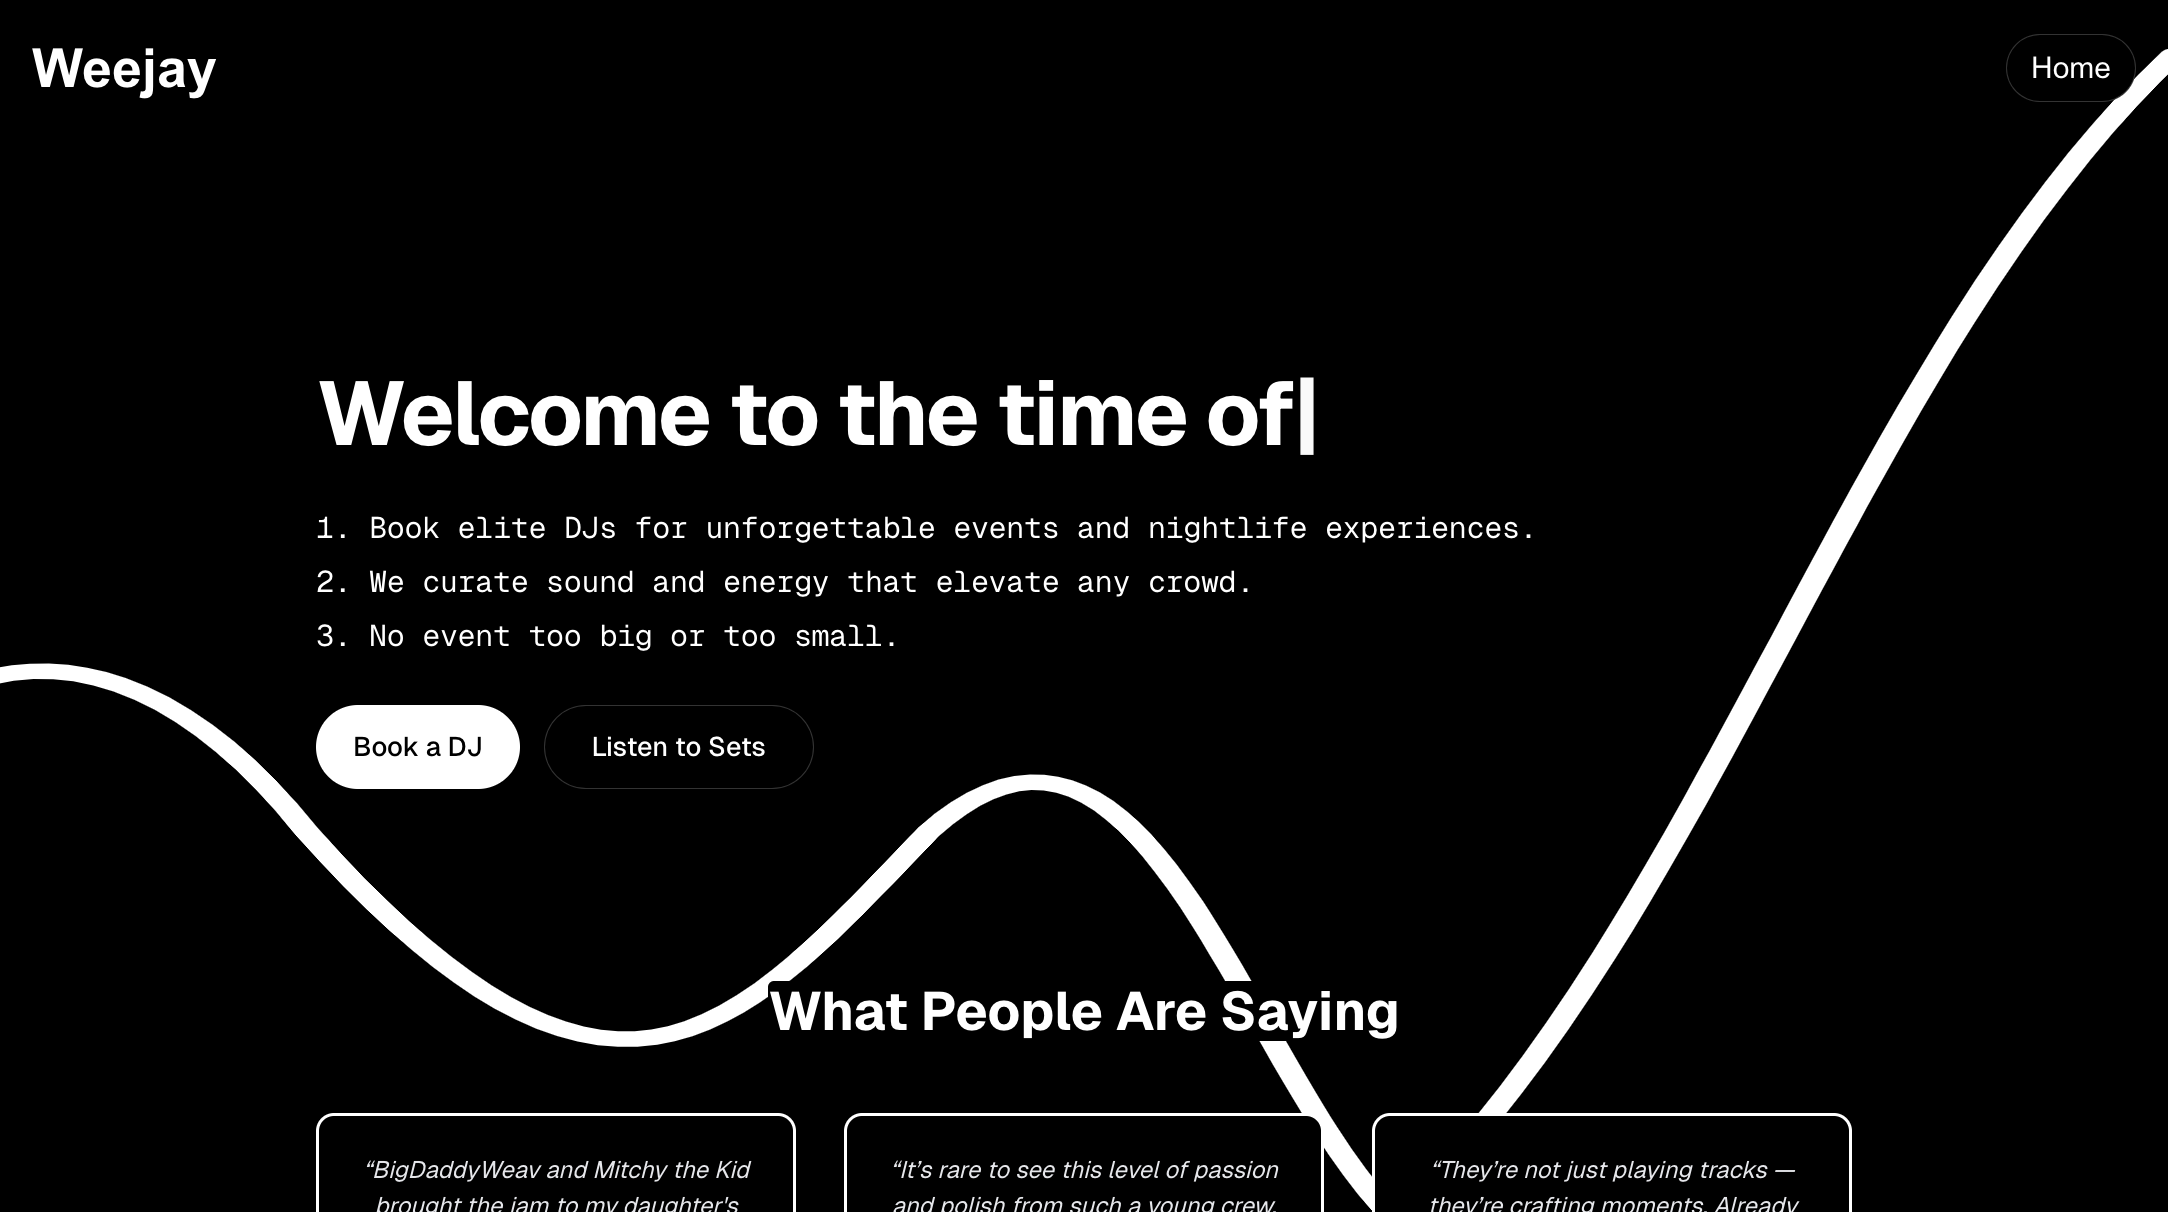 Weejay
Home
Welcome to the time of|
1. Book elite DJs for unforgettable events and nightlife experiences.
2. We curate sound and energy that elevate any crowd.
3. No event too big or too small.
Book a DJ
Listen to Sets
What People Are Saying
“BigDaddyWeav and Mitchy the Kid
brought the jam to my daughter's
“It’s rare to see this level of passion
and polish from such a young crew.
“They’re not just playing tracks —
they’re crafting moments. Already